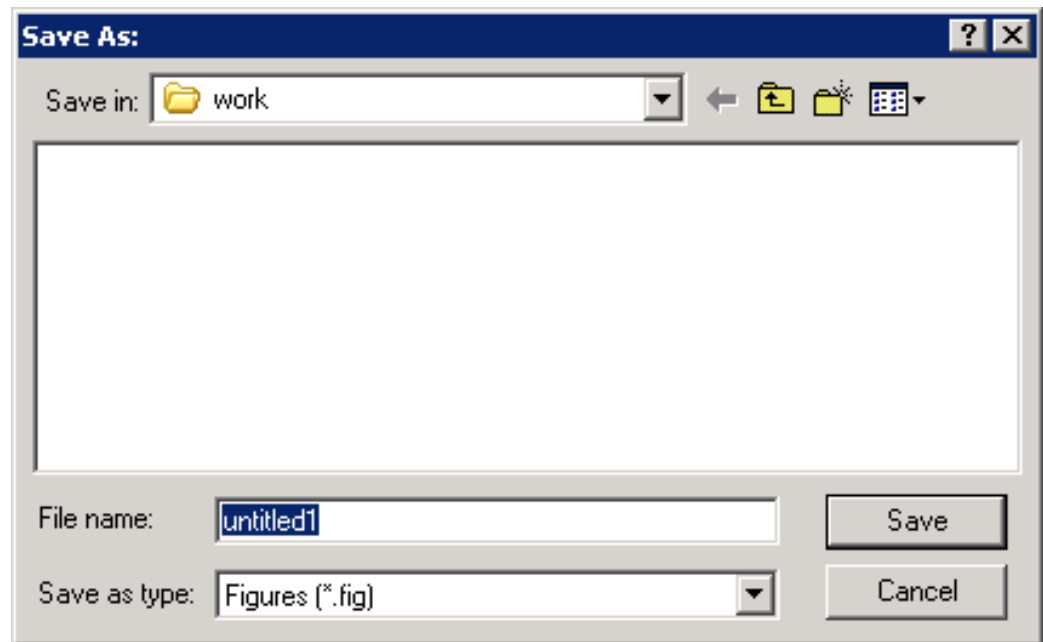 Save As:
Save in: work
File name: untitled1
Save
Save as type: Figures (*.fig)
Cancel